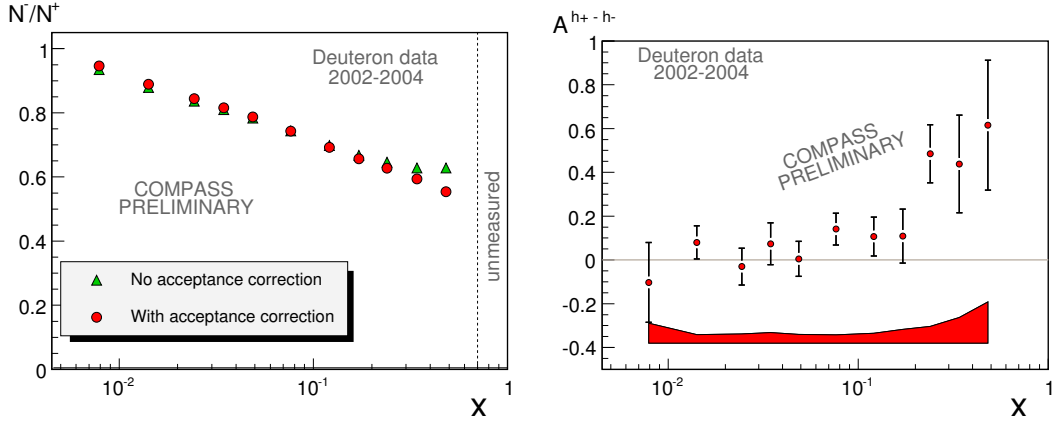 N⁻/N⁺
1
0.8
0.6
0.4
0.2
0
Deuteron data
2002-2004
COMPASS
PRELIMINARY
unmeasured
No acceptance correction
With acceptance correction
10⁻²
10⁻¹
1
X
A h+ - h-
1
0.8
0.6
0.4
0.2
0
-0.2
-0.4
Deuteron data
2002-2004
COMPASS
PRELIMINARY
10⁻²
10⁻¹
1
X